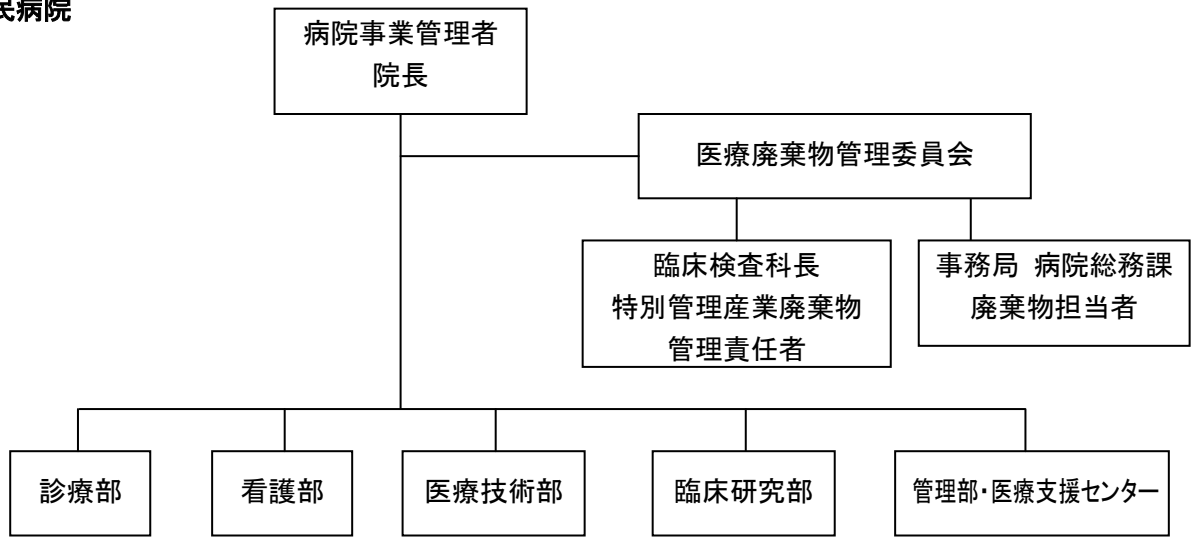 民病院
病院事業管理者
院長
医療廃棄物管理委員会
臨床検査科長
特別管理産業廃棄物
管理責任者
事務局 病院総務課
廃棄物担当者
診療部
看護部
医療技術部
臨床研究部
管理部・医療支援センター